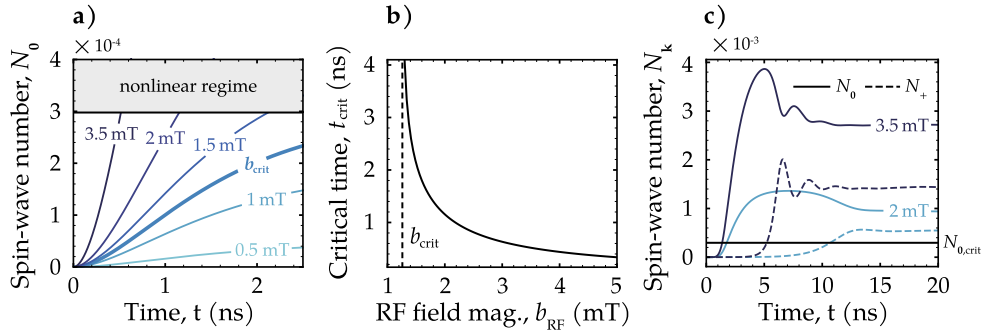 a)
× 10⁻⁴
Spin-wave number, N₀
4
3
2
1
0
nonlinear regime
3.5 mT
2 mT
1.5 mT
b_crit
1 mT
0.5 mT
0
1
2
Time, t (ns)
b)
Critical time, t_crit (ns)
4
3
2
1
b_crit
1
2
3
4
5
RF field mag., b_RF (mT)
c)
× 10⁻³
Spin-wave number, N_k
4
3
2
1
0
N₀
N₊
3.5 mT
2 mT
N_0,crit
0
5
10
15
20
Time, t (ns)